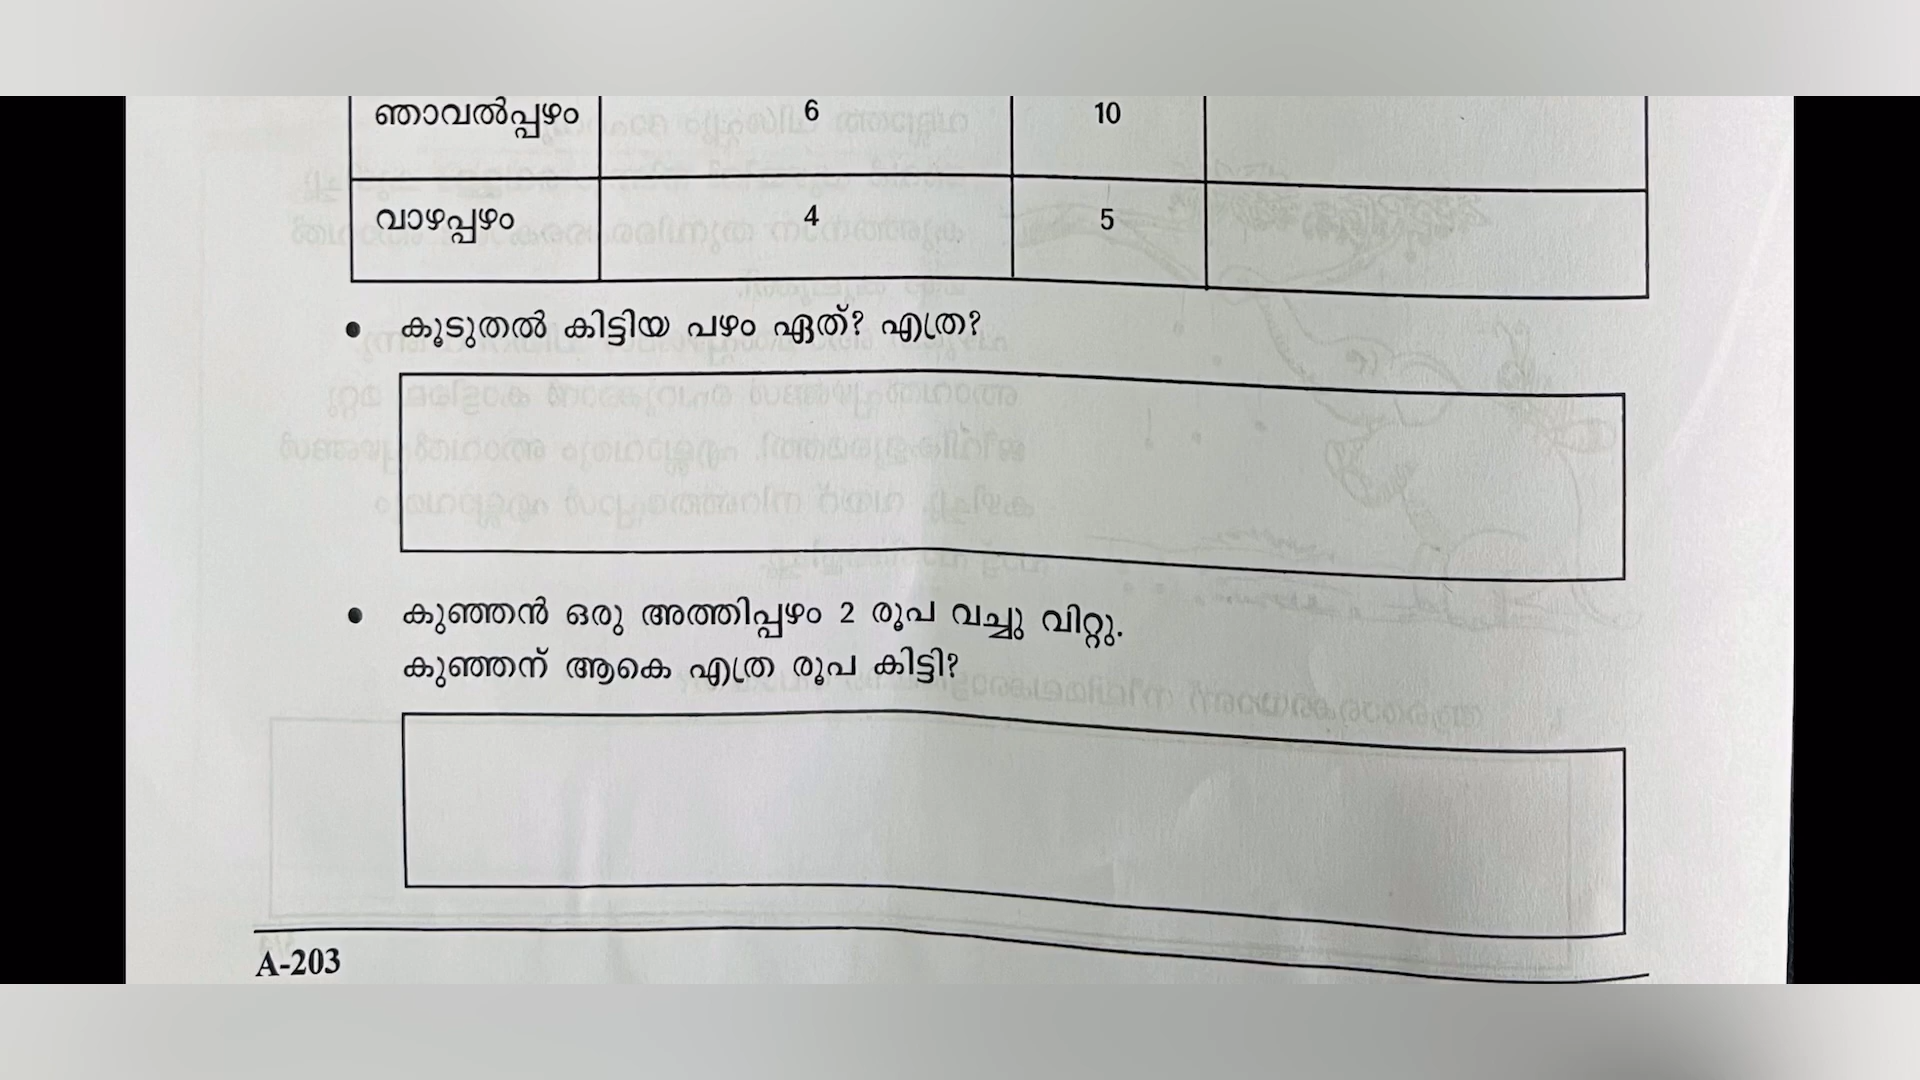 ഞാവൽപ്പഴം 6 10
വാഴപ്പഴം 4 5
• കൂടുതൽ കിട്ടിയ പഴം ഏത്? എത്ര?
• കുഞ്ഞൻ ഒരു അത്തിപ്പഴം 2 രൂപ വച്ചു വിറ്റു.
കുഞ്ഞന് ആകെ എത്ര രൂപ കിട്ടി?
A-203